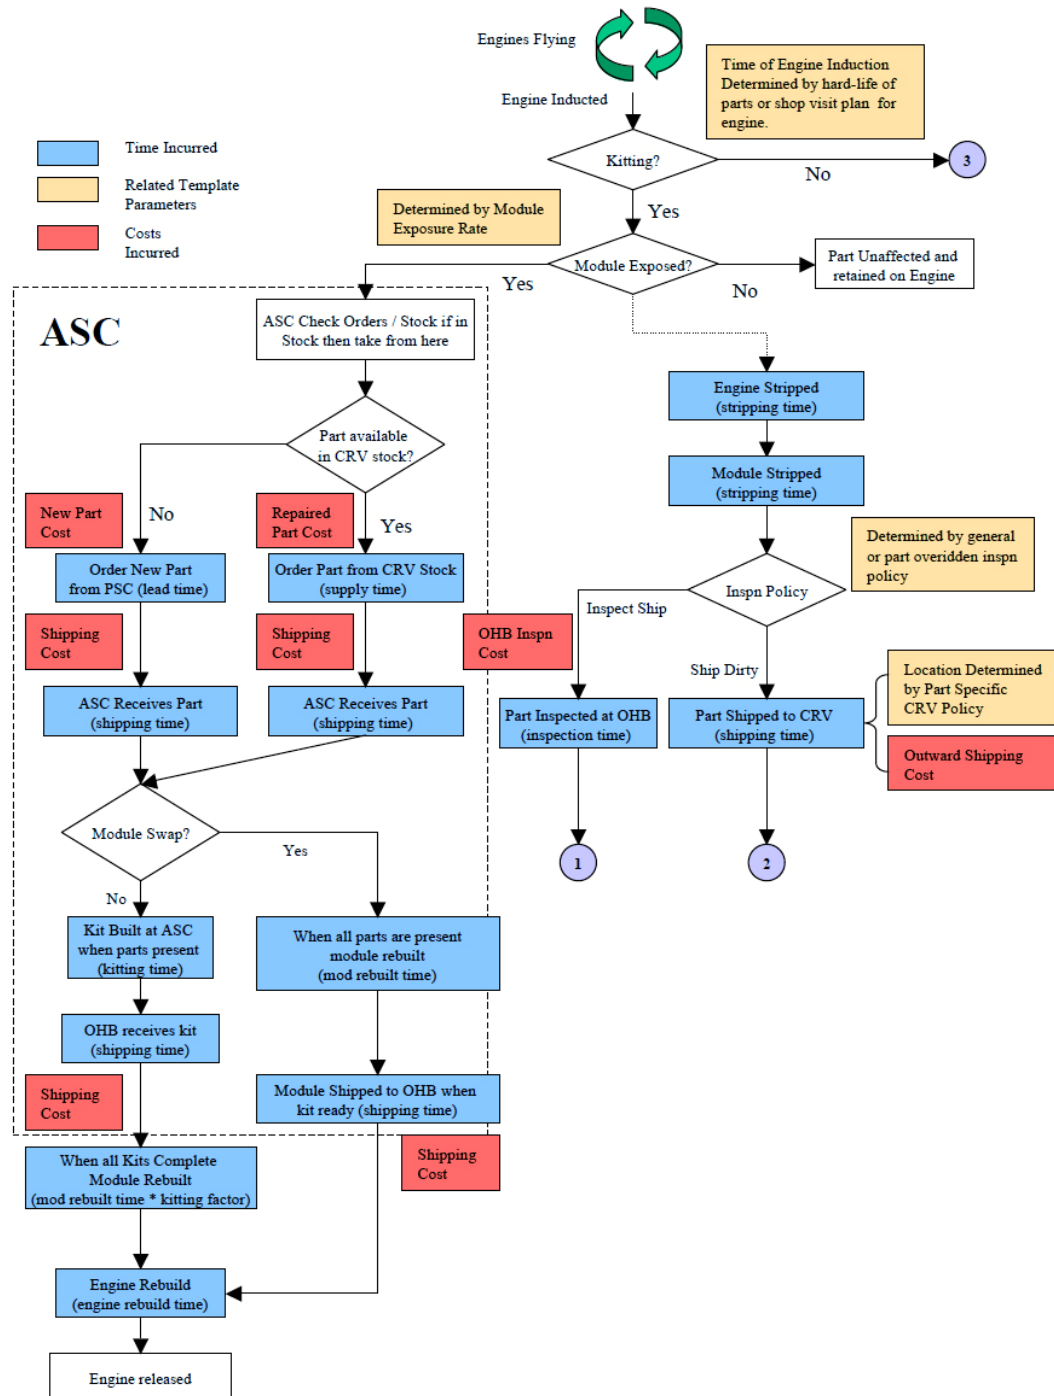 Engines Flying
Time of Engine Induction
Determined by hard-life of
parts or shop visit plan for
engine.
Engine Inducted
Time Incurred
Related Template
Parameters
Costs
Incurred
Kitting?
No
3
Yes
Determined by Module
Exposure Rate
Module Exposed?
Yes
No
Part Unaffected and
retained on Engine
ASC
ASC Check Orders / Stock if in
Stock then take from here
Engine Stripped
(stripping time)
Part available
in CRV stock?
Module Stripped
(stripping time)
New Part
Cost
No
Repaired
Part Cost
Yes
Determined by general
or part overidden inspn
policy
Order New Part
from PSC (lead time)
Order Part from CRV Stock
(supply time)
Inspn Policy
Inspect Ship
Shipping
Cost
Shipping
Cost
OHB Inspn
Cost
Ship Dirty
Location Determined
by Part Specific
CRV Policy
ASC Receives Part
(shipping time)
ASC Receives Part
(shipping time)
Part Inspected at OHB
(inspection time)
Part Shipped to CRV
(shipping time)
Outward Shipping
Cost
Module Swap?
Yes
No
1
2
Kit Built at ASC
when parts present
(kitting time)
When all parts are present
module rebuilt
(mod rebuilt time)
OHB receives kit
(shipping time)
Shipping
Cost
Module Shipped to OHB when
kit ready (shipping time)
Shipping
Cost
When all Kits Complete
Module Rebuilt
(mod rebuilt time * kitting factor)
Engine Rebuild
(engine rebuild time)
Engine released